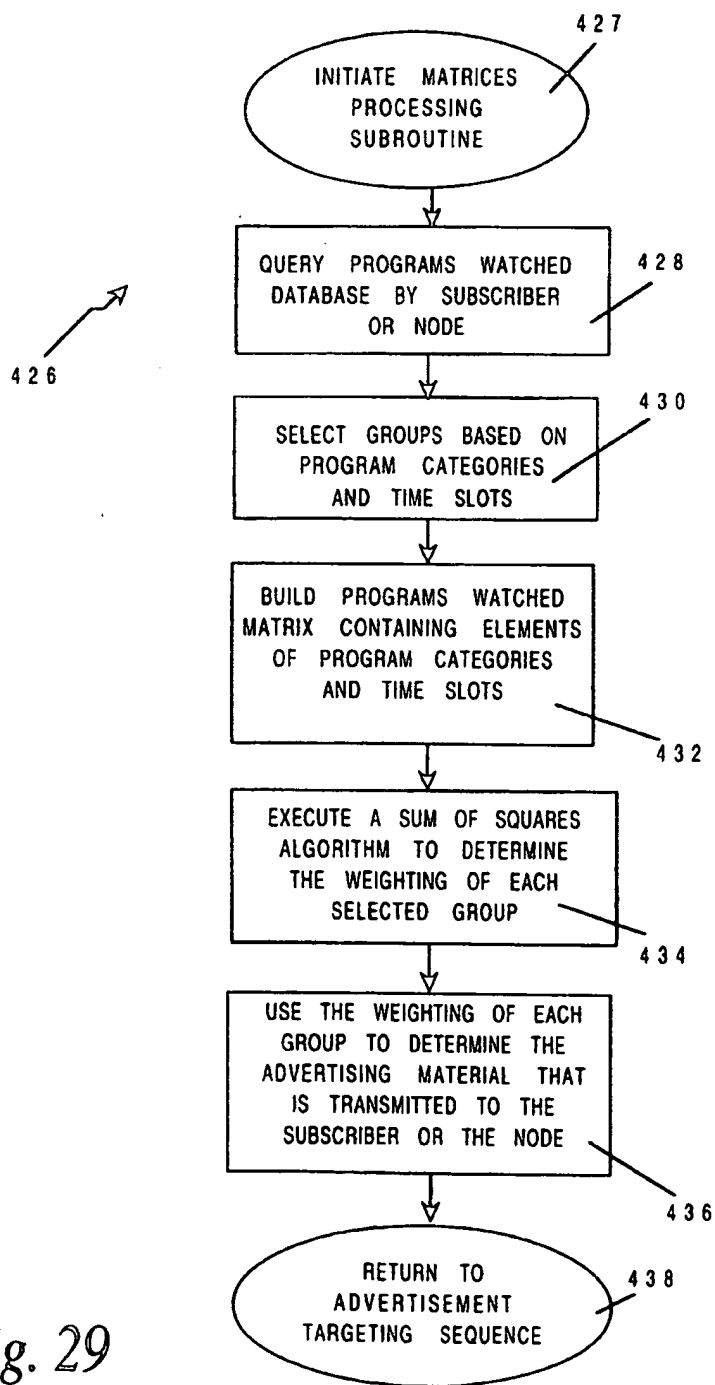 427
INITIATE MATRICES
PROCESSING
SUBROUTINE
QUERY PROGRAMS WATCHED
DATABASE BY SUBSCRIBER
OR NODE
428
426
SELECT GROUPS BASED ON
PROGRAM CATEGORIES
AND TIME SLOTS
430
BUILD PROGRAMS WATCHED
MATRIX CONTAINING ELEMENTS
OF PROGRAM CATEGORIES
AND TIME SLOTS
432
EXECUTE A SUM OF SQUARES
ALGORITHM TO DETERMINE
THE WEIGHTING OF EACH
SELECTED GROUP
434
USE THE WEIGHTING OF EACH
GROUP TO DETERMINE THE
ADVERTISING MATERIAL THAT
IS TRANSMITTED TO THE
SUBSCRIBER OR THE NODE
436
RETURN TO
ADVERTISEMENT
TARGETING SEQUENCE
438
g. 29